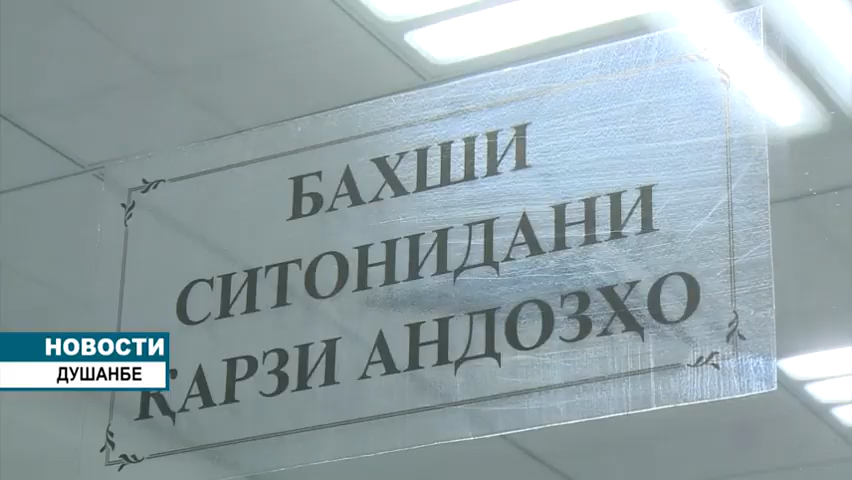 БАХШИ
СИТОНИДАНИ
ҚАРЗИ АНДОЗҲО
НОВОСТИ
ДУШАНБЕ